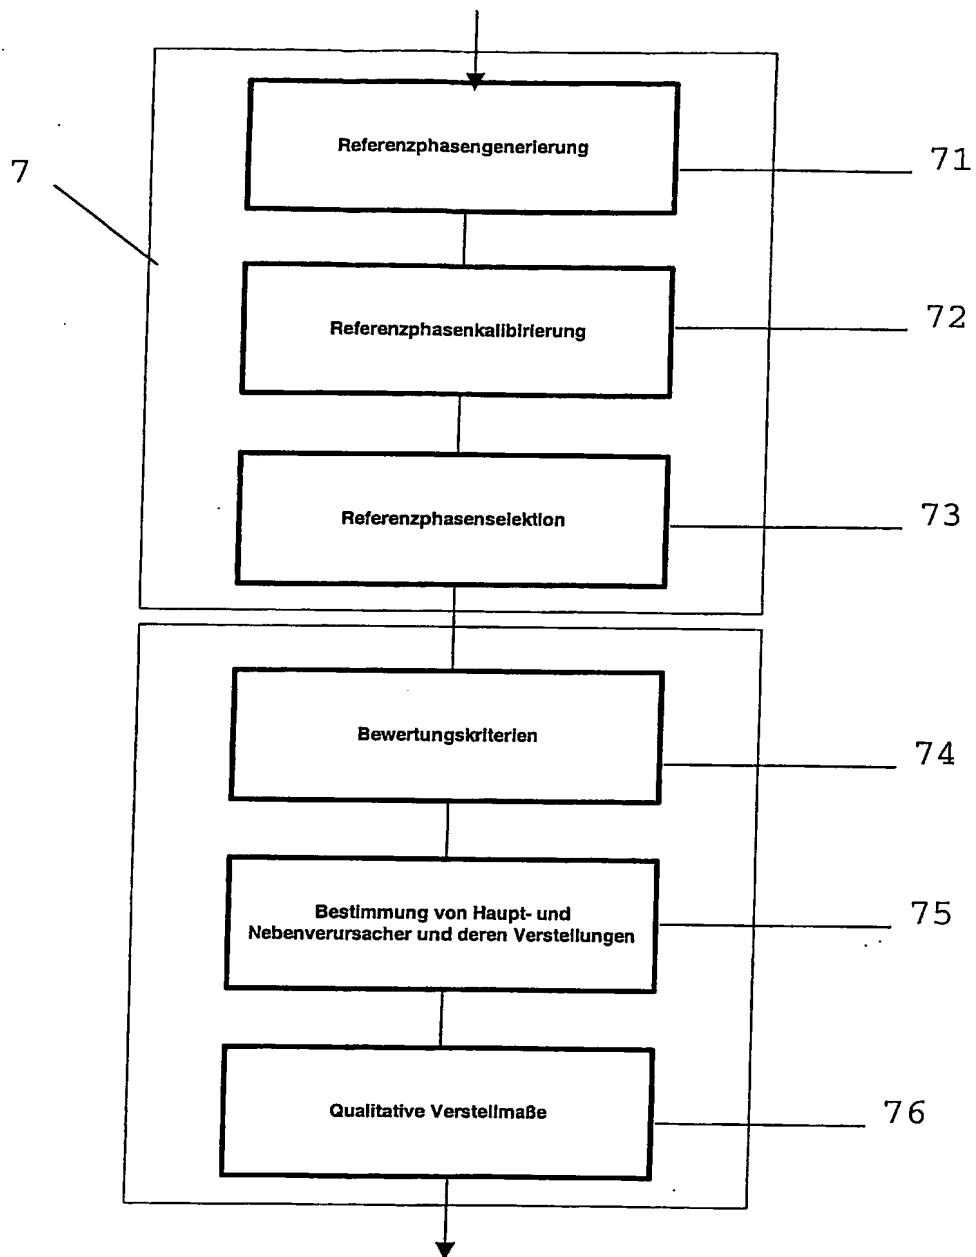 Referenzphasengenerierung
71
7
Referenzphasenkalibirierung
72
Referenzphasenselektion
73
Bewertungskriterien
74
Bestimmung von Haupt- und
Nebenverursacher und deren Verstellungen
75
Qualitative Verstellmaße
76